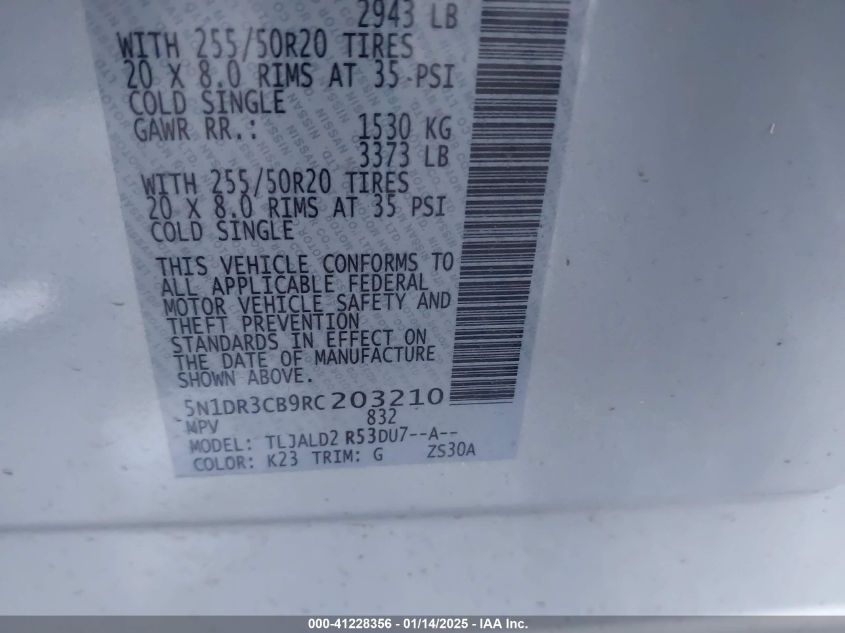 2943 LB
WITH 255/50R20 TIRES
20 X 8.0 RIMS AT 35 PSI
COLD SINGLE
GAWR RR.: 1530 KG
3373 LB
WITH 255/50R20 TIRES
20 X 8.0 RIMS AT 35 PSI
COLD SINGLE
THIS VEHICLE CONFORMS TO
ALL APPLICABLE FEDERAL
MOTOR VEHICLE SAFETY AND
THEFT PREVENTION
STANDARDS IN EFFECT ON
THE DATE OF MANUFACTURE
SHOWN ABOVE.
5N1DR3CB9RC203210
MPV 832
MODEL: TLJALD2 R53DU7--A--
COLOR: K23 TRIM: G ZS30A
000-41228356 — 01/14/2025 — IAA Inc.